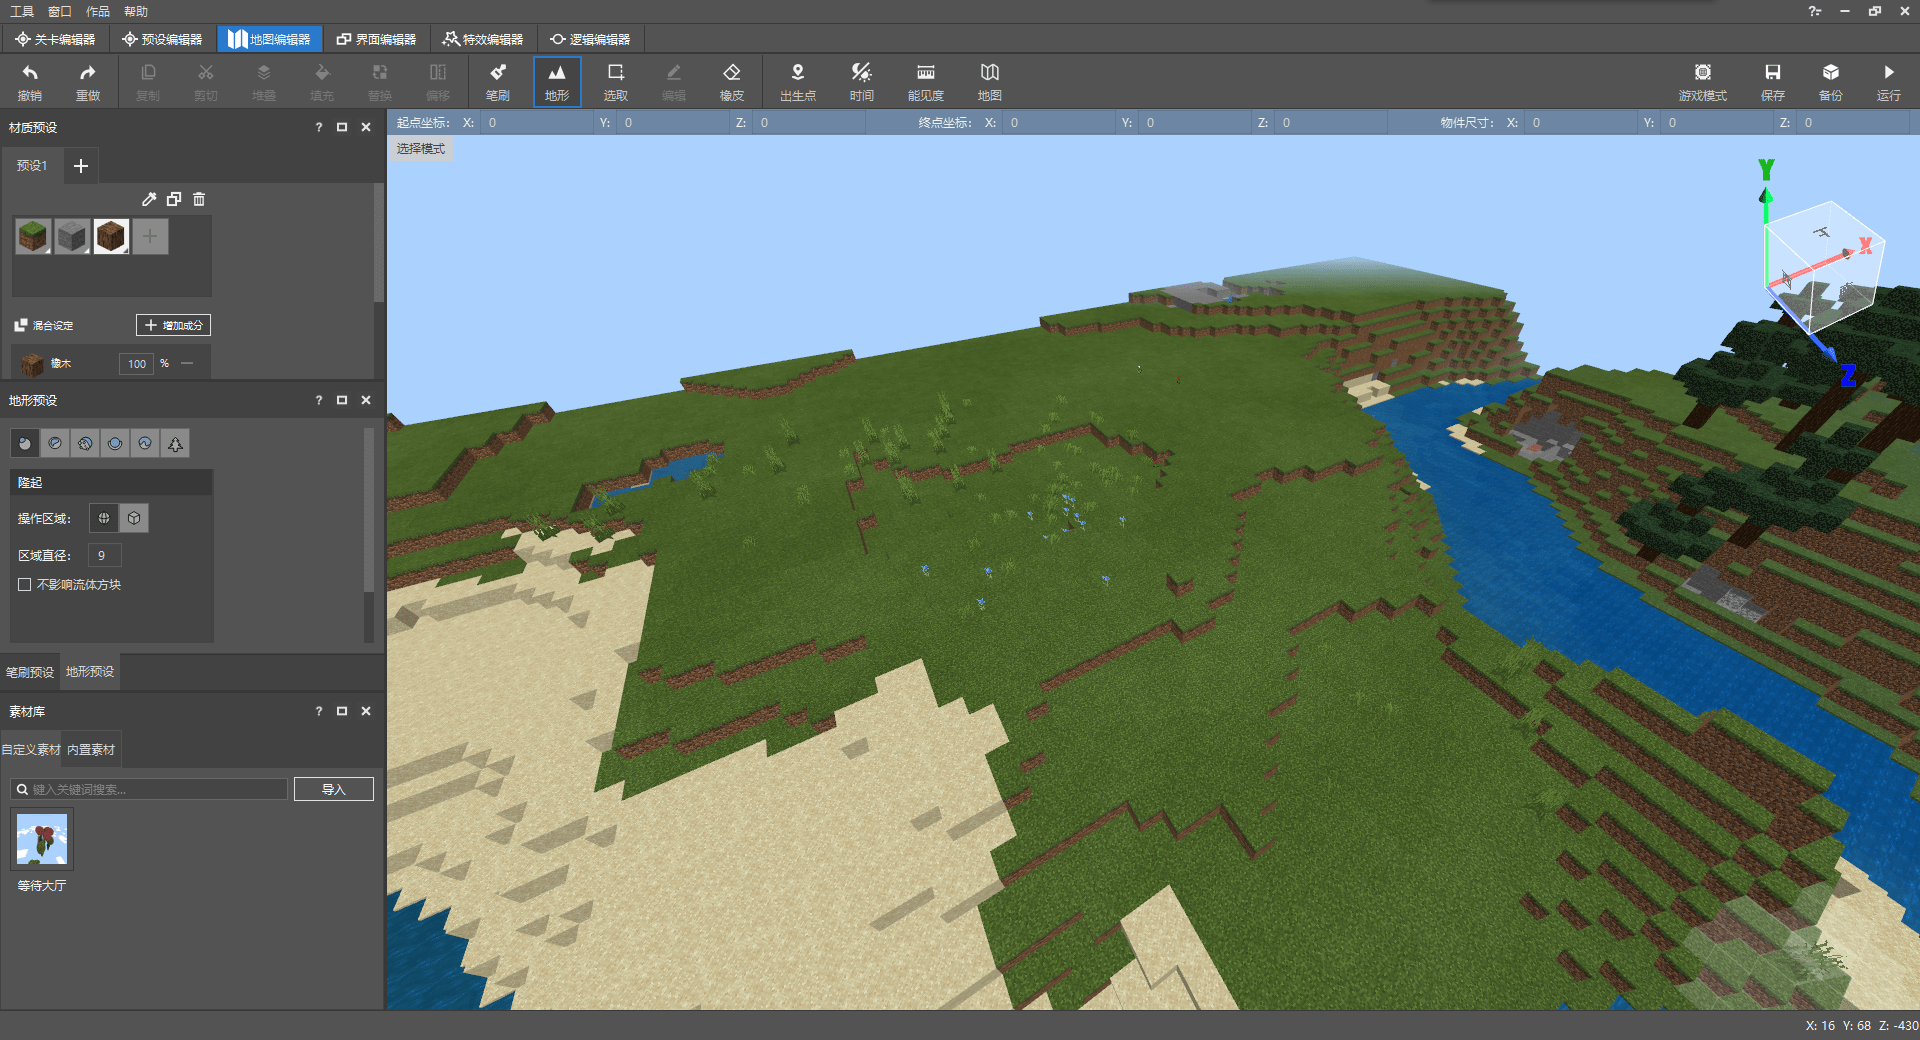 工具 窗口 作品 帮助
关卡编辑器 预设编辑器 地图编辑器 界面编辑器 特效编辑器 逻辑编辑器
撤销 重做 复制 剪切 堆叠 填充 替换 偏移 笔刷 地形 选取 编辑 橡皮 出生点 时间 能见度 地图 游戏模式 保存 备份 运行
材质预设 ?
起点坐标: X: 0 Y: 0 Z: 0 终点坐标: X: 0 Y: 0 Z: 0 物件尺寸: X: 0 Y: 0 Z: 0
选择模式
预设1
混合设定 增加成分
橡木 100 %
地形预设 ?
隆起
操作区域:
区域直径: 9
不影响流体方块
笔刷预设 地形预设
素材库 ?
自定义素材 内置素材
键入关键词搜索... 导入
等待大厅
Y
X
Z
X: 16 Y: 68 Z: -430